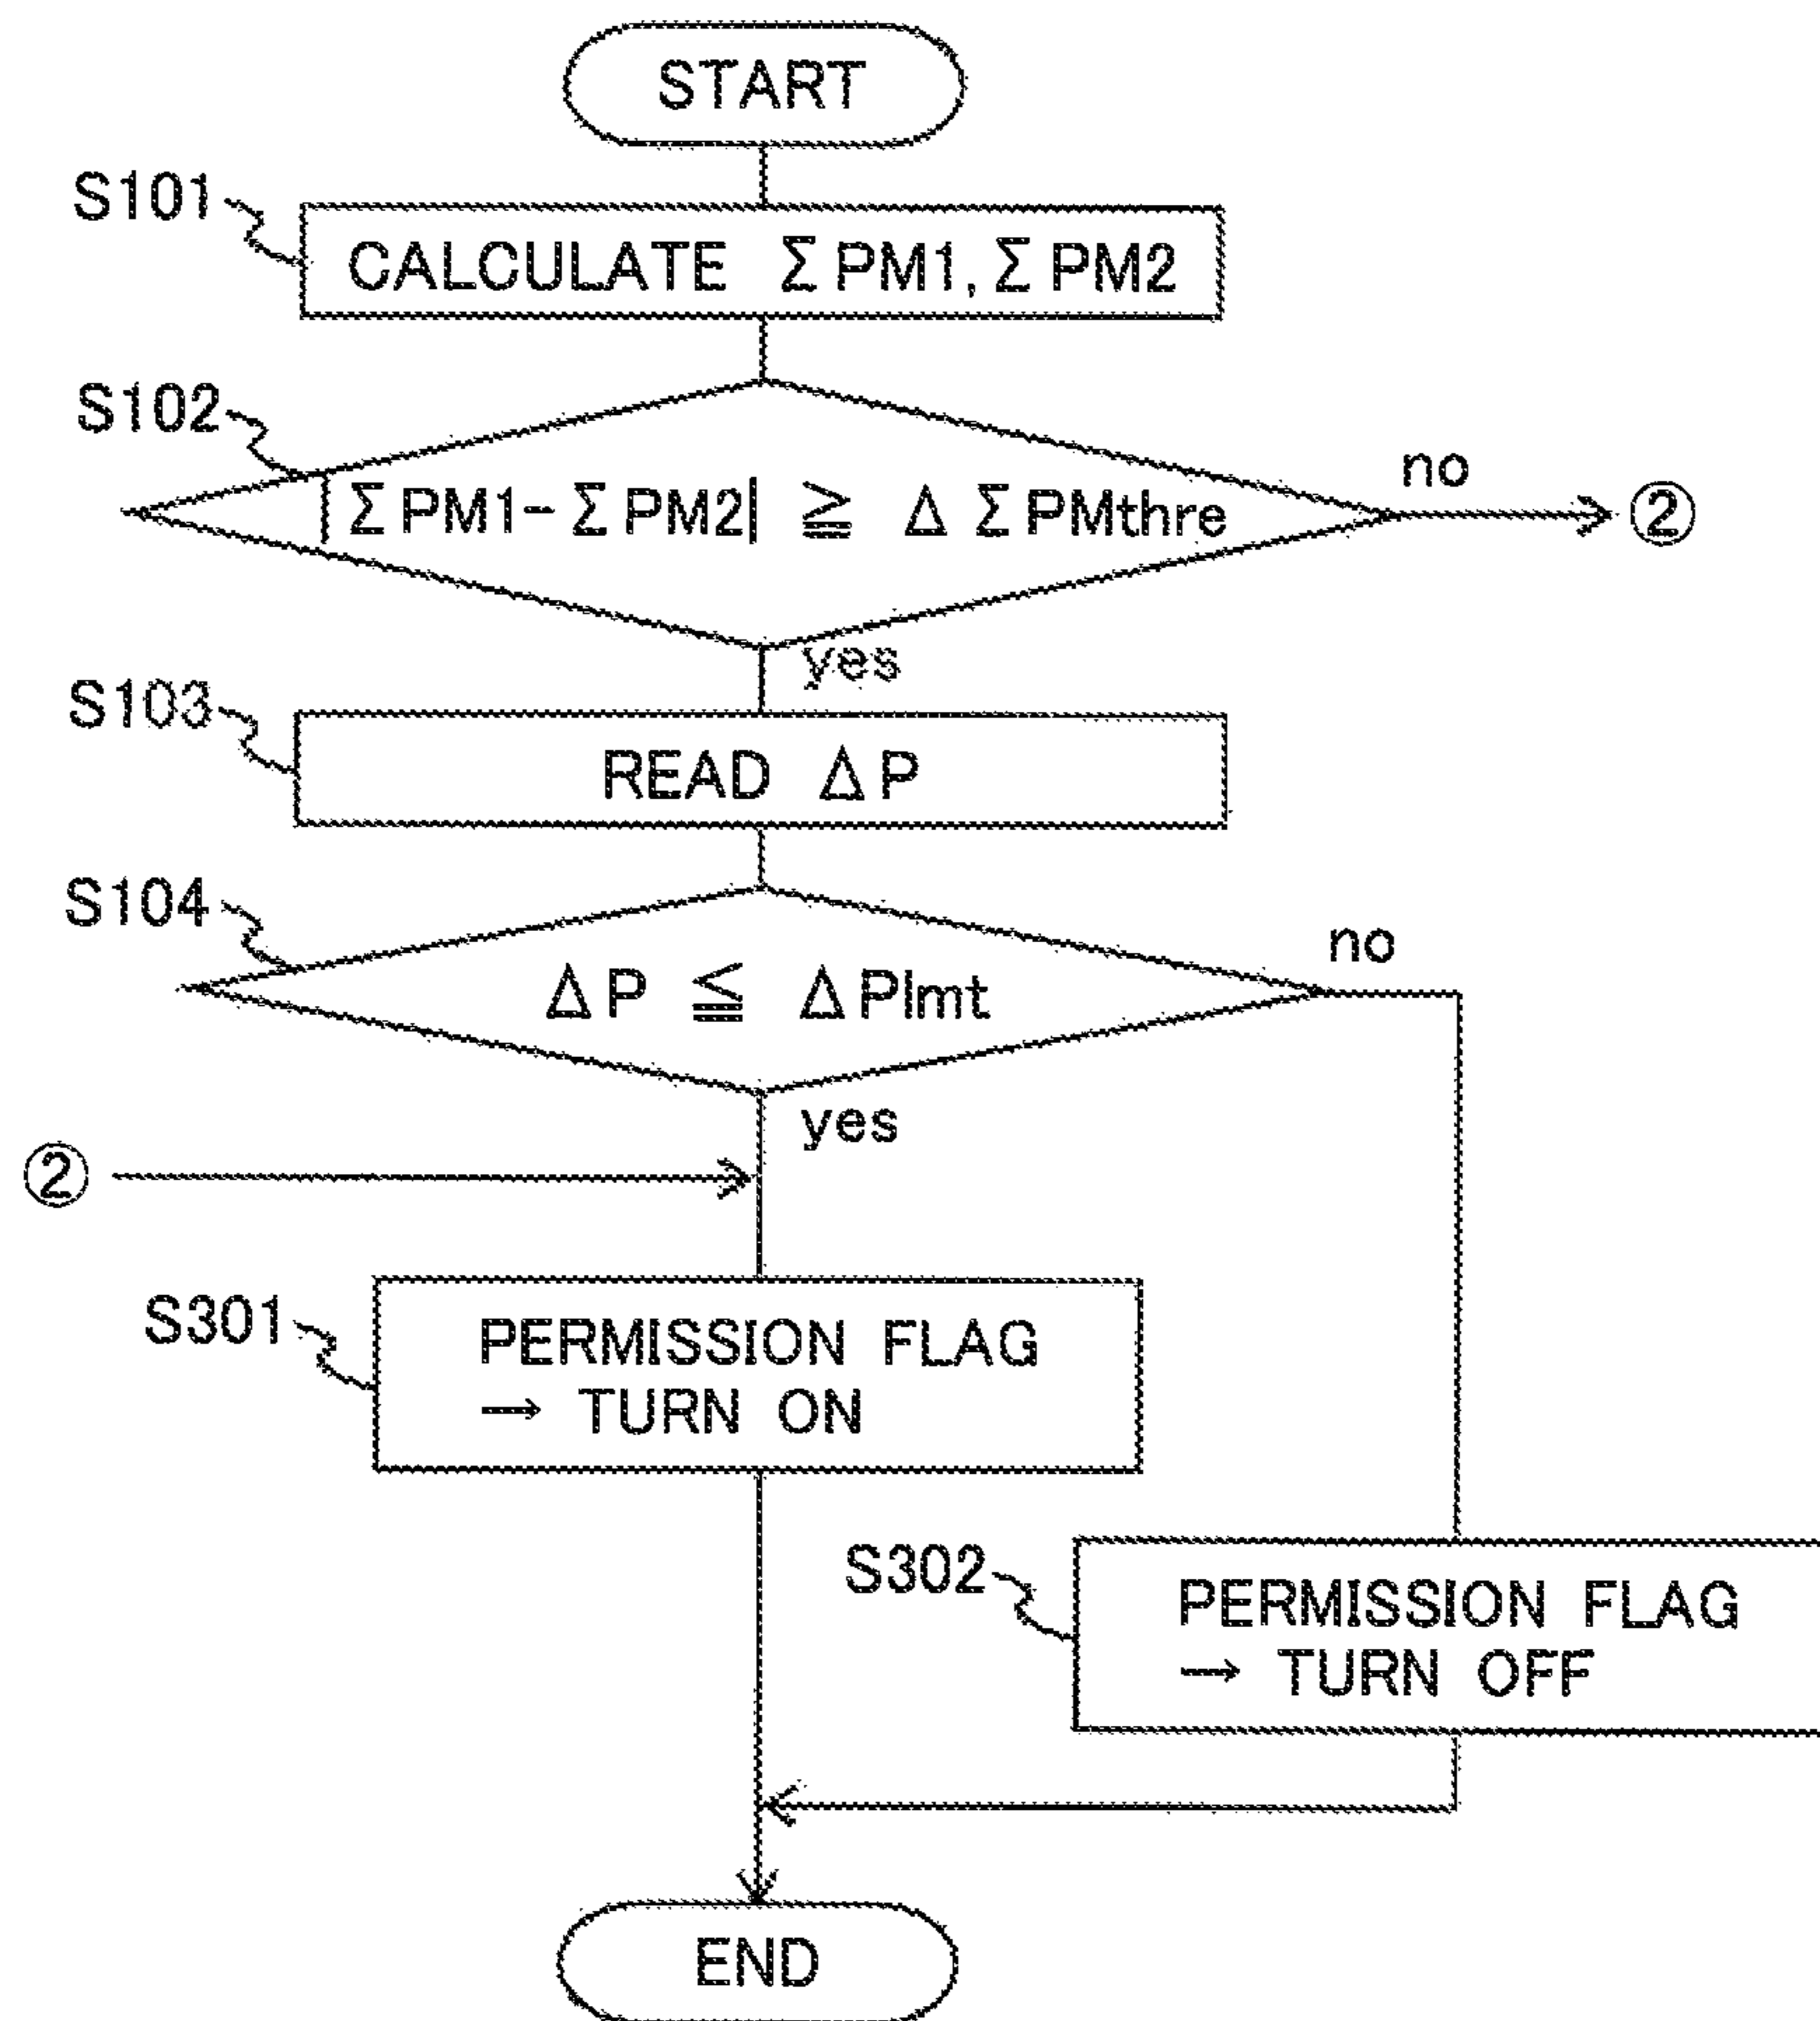 START
S101
CALCULATE ΣPM1, ΣPM2
S102
|ΣPM1-ΣPM2| ≧ ΔΣPMthre
no
②
yes
S103
READ ΔP
S104
ΔP ≦ ΔPlmt
no
yes
②
S301
PERMISSION FLAG
→ TURN ON
S302
PERMISSION FLAG
→ TURN OFF
END